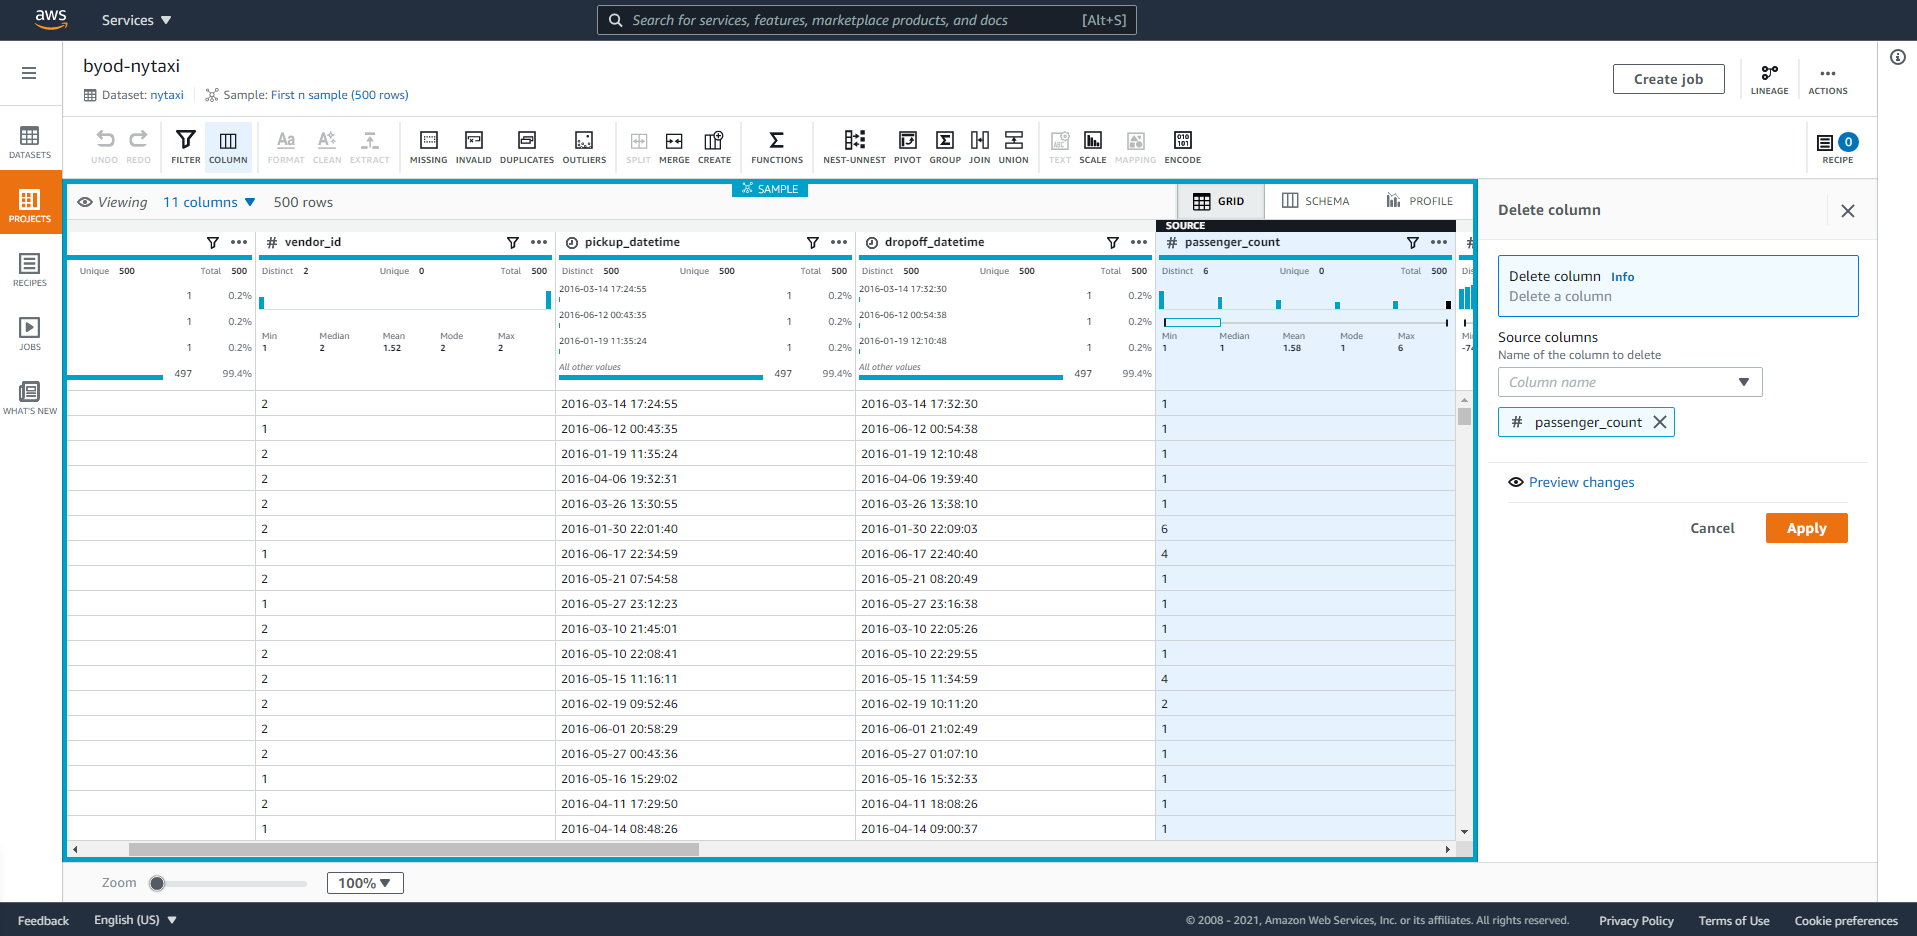 aws Services Search for services, features, marketplace products, and docs [Alt+S]
byod-nytaxi
Dataset: nytaxi Sample: First n sample (500 rows)
Create job LINEAGE ACTIONS
UNDO REDO FILTER COLUMN FORMAT CLEAN EXTRACT MISSING INVALID DUPLICATES OUTLIERS SPLIT MERGE CREATE FUNCTIONS NEST-UNNEST PIVOT GROUP JOIN UNION TEXT SCALE MAPPING ENCODE 0 RECIPE
DATASETS
PROJECTS
RECIPES
JOBS
WHAT'S NEW
SAMPLE
Viewing 11 columns 500 rows GRID SCHEMA PROFILE
SOURCE
# vendor_id pickup_datetime dropoff_datetime # passenger_count #
Unique 500 Total 500 Distinct 2 Unique 0 Total 500 Distinct 500 Unique 500 Total 500 Distinct 500 Unique 500 Total 500 Distinct 6 Unique 0 Total 500 Dis
1 0.2% 2016-03-14 17:24:55 1 0.2% 2016-03-14 17:32:30 1 0.2%
1 0.2% 2016-06-12 00:43:35 1 0.2% 2016-06-12 00:54:38 1 0.2%
1 0.2% 2016-01-19 11:35:24 1 0.2% 2016-01-19 12:10:48 1 0.2%
Min Median Mean Mode Max Min Median Mean Mode Max
1 2 1.52 2 2 1 1 1.58 1 6 -74
497 99.4% All other values 497 99.4% All other values 497 99.4%
2 2016-03-14 17:24:55 2016-03-14 17:32:30 1
1 2016-06-12 00:43:35 2016-06-12 00:54:38 1
2 2016-01-19 11:35:24 2016-01-19 12:10:48 1
2 2016-04-06 19:32:31 2016-04-06 19:39:40 1
2 2016-03-26 13:30:55 2016-03-26 13:38:10 1
2 2016-01-30 22:01:40 2016-01-30 22:09:03 6
1 2016-06-17 22:34:59 2016-06-17 22:40:40 4
2 2016-05-21 07:54:58 2016-05-21 08:20:49 1
1 2016-05-27 23:12:23 2016-05-27 23:16:38 1
2 2016-03-10 21:45:01 2016-03-10 22:05:26 1
2 2016-05-10 22:08:41 2016-05-10 22:29:55 1
2 2016-05-15 11:16:11 2016-05-15 11:34:59 4
2 2016-02-19 09:52:46 2016-02-19 10:11:20 2
2 2016-06-01 20:58:29 2016-06-01 21:02:49 1
2 2016-05-27 00:43:36 2016-05-27 01:07:10 1
1 2016-05-16 15:29:02 2016-05-16 15:32:33 1
2 2016-04-11 17:29:50 2016-04-11 18:08:26 1
1 2016-04-14 08:48:26 2016-04-14 09:00:37 1
Delete column
Delete column Info
Delete a column
Source columns
Name of the column to delete
Column name
# passenger_count
Preview changes
Cancel Apply
Zoom 100%
Feedback English (US) © 2008 - 2021, Amazon Web Services, Inc. or its affiliates. All rights reserved. Privacy Policy Terms of Use Cookie preferences